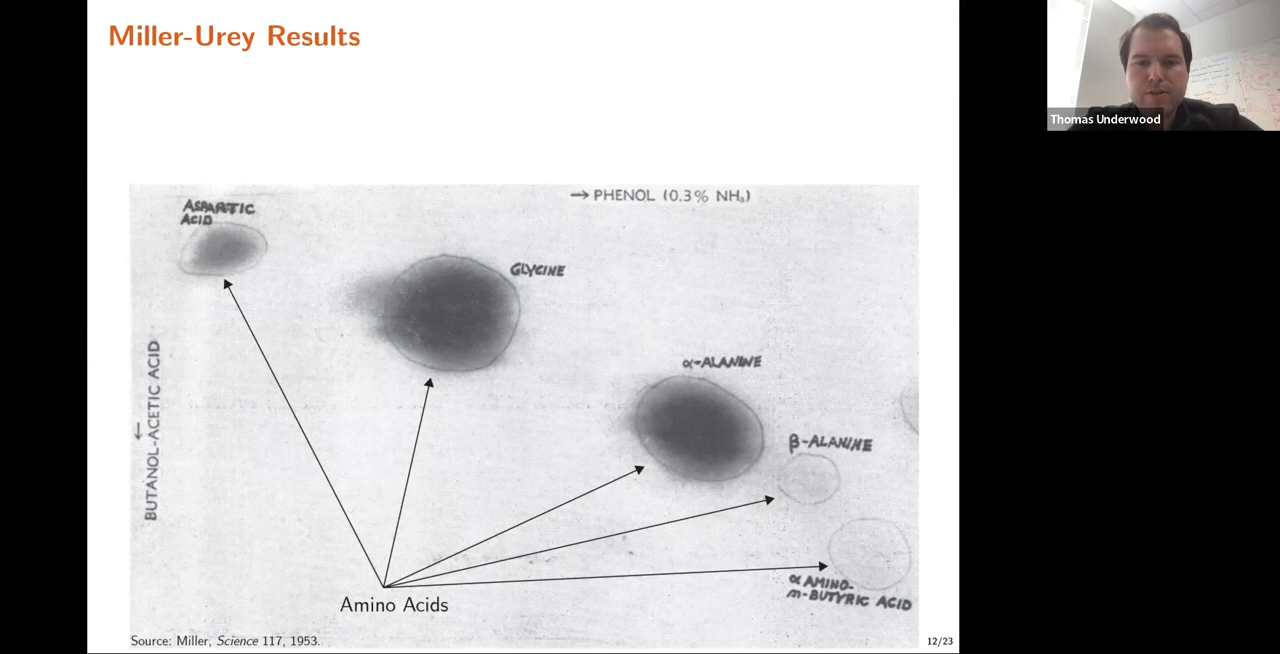 Miller-Urey Results
Thomas Underwood
→ PHENOL (0.3% NH₃)
ASPARTIC
ACID
GLYCINE
α-ALANINE
← BUTANOL-ACETIC ACID
β-ALANINE
α AMINO-
n-BUTYRIC ACID
Amino Acids
Source: Miller, Science 117, 1953.
12/23